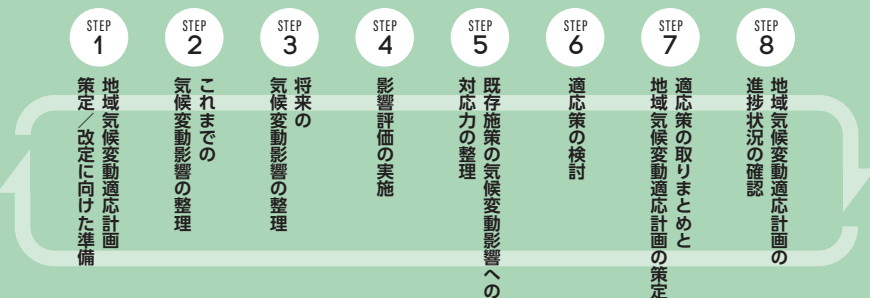 STEP
1
地域気候変動適応計画
策定／改定に向けた準備
STEP
2
これまでの
気候変動影響の整理
STEP
3
将来の
気候変動影響の整理
STEP
4
影響評価の実施
STEP
5
既存施策の気候変動影響への
対応力の整理
STEP
6
適応策の検討
STEP
7
適応策の取りまとめと
地域気候変動適応計画の策定
STEP
8
地域気候変動適応計画の
進捗状況の確認